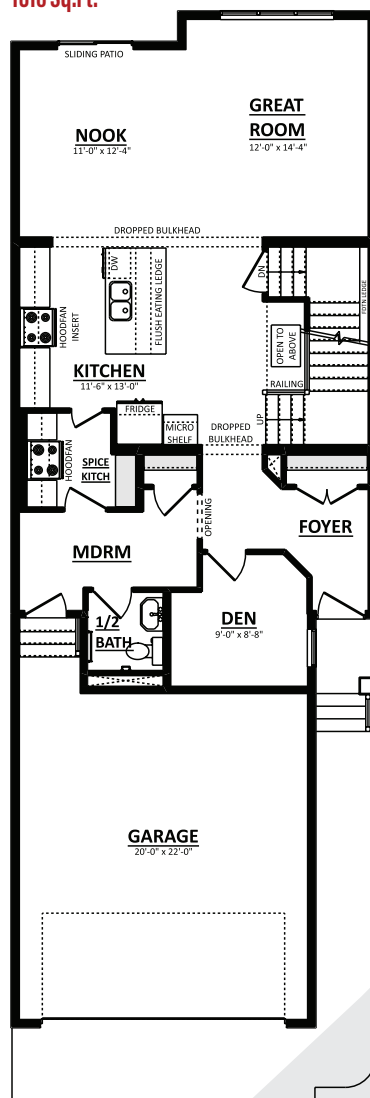 SLIDING PATIO
GREAT
ROOM
12'-0" x 14'-4"
NOOK
11'-0" x 12'-4"
DROPPED BULKHEAD
DW
FLUSH EATING LEDGE
DN
HOODFAN
INSERT
OPEN TO
ABOVE
KITCHEN
11'-6" x 13'-0"
RAILING
FRIDGE
MICRO
SHELF
UP
DROPPED
BULKHEAD
HOODFAN
SPICE
KITCH
OPENING
FOYER
MDRM
1/2
BATH
DEN
9'-0" x 8'-8"
GARAGE
20'-0" x 22'-0"